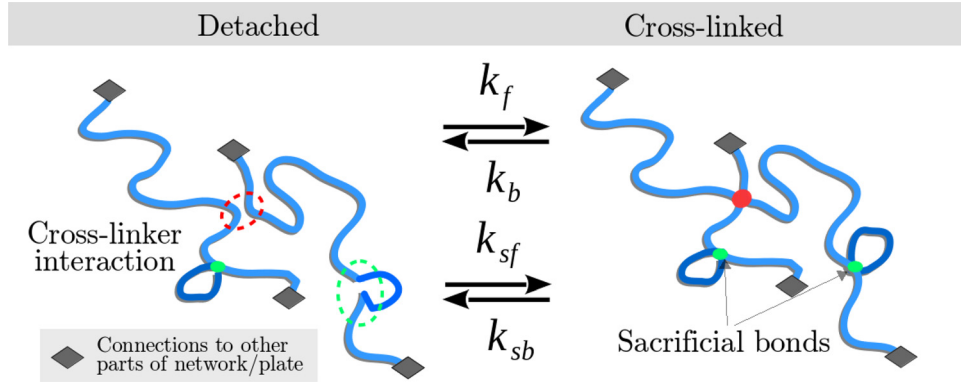 Detached
Cross-linked
k_f
k_b
Cross-linker
interaction
k_sf
k_sb
Sacrificial bonds
Connections to other
parts of network/plate